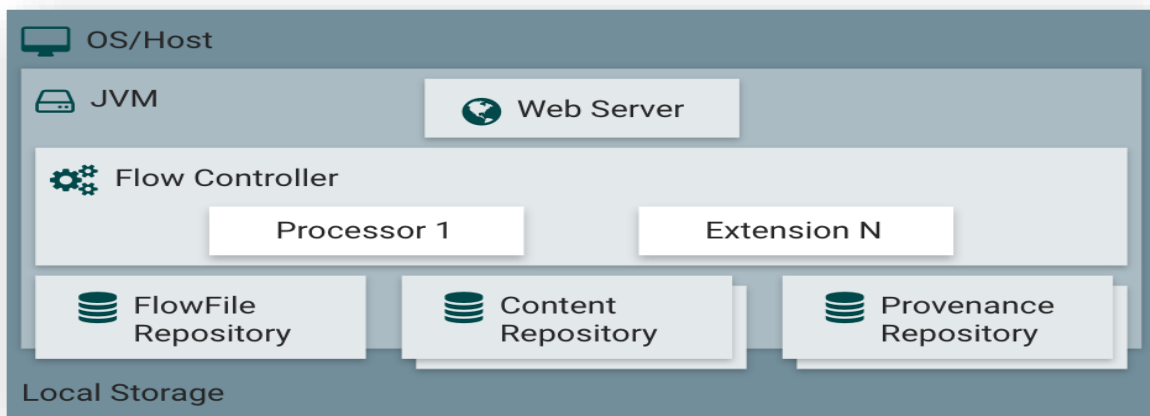 OS/Host
JVM
Web Server
Flow Controller
Processor 1
Extension N
FlowFile
Repository
Content
Repository
Provenance
Repository
Local Storage